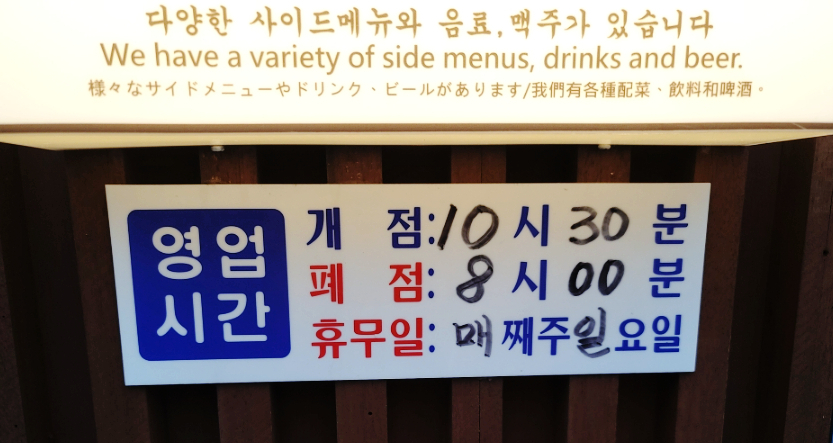 다양한 사이드메뉴와 음료,맥주가 있습니다
We have a variety of side menus, drinks and beer.
様々なサイドメニューやドリンク、ビールがあります/我們有各種配菜、飲料和啤酒。
영업
시간
개 점:10 시 30 분
폐 점: 8 시 00 분
휴무일: 매 째주 일요일